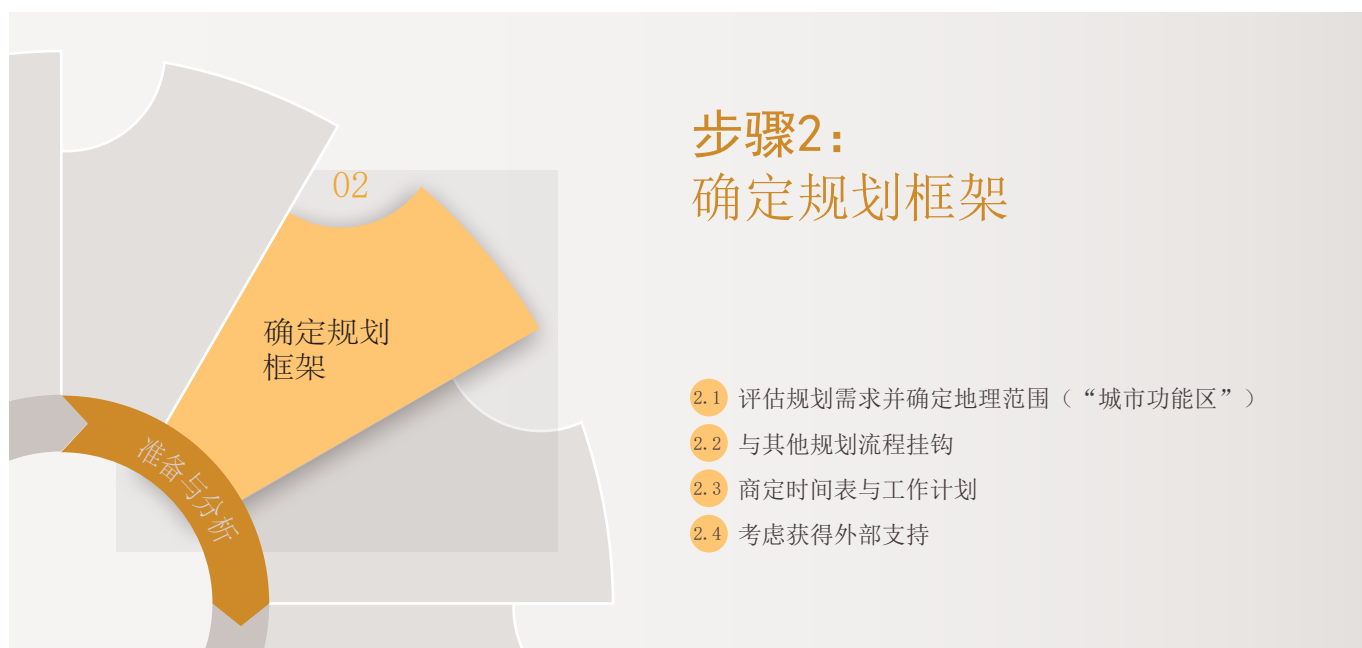 02
确定规划
框架
准备与分析
步骤2：
确定规划框架
2.1 评估规划需求并确定地理范围（“城市功能区”）
2.2 与其他规划流程挂钩
2.3 商定时间表与工作计划
2.4 考虑获得外部支持